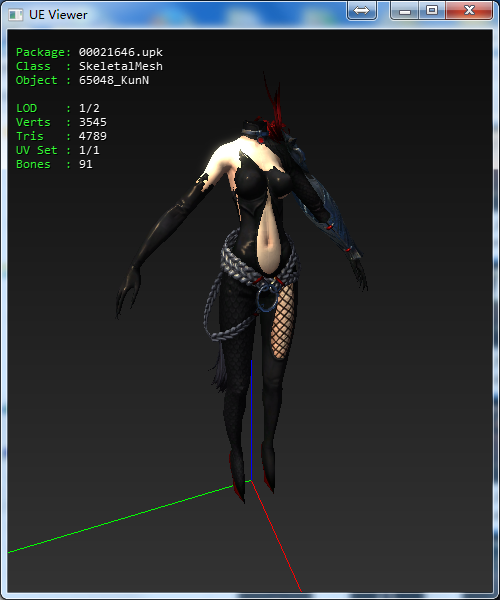 UE Viewer
Package: 00021646.upk
Class : SkeletalMesh
Object : 65048_KunN
LOD : 1/2
Verts : 3545
Tris : 4789
UV Set : 1/1
Bones : 91